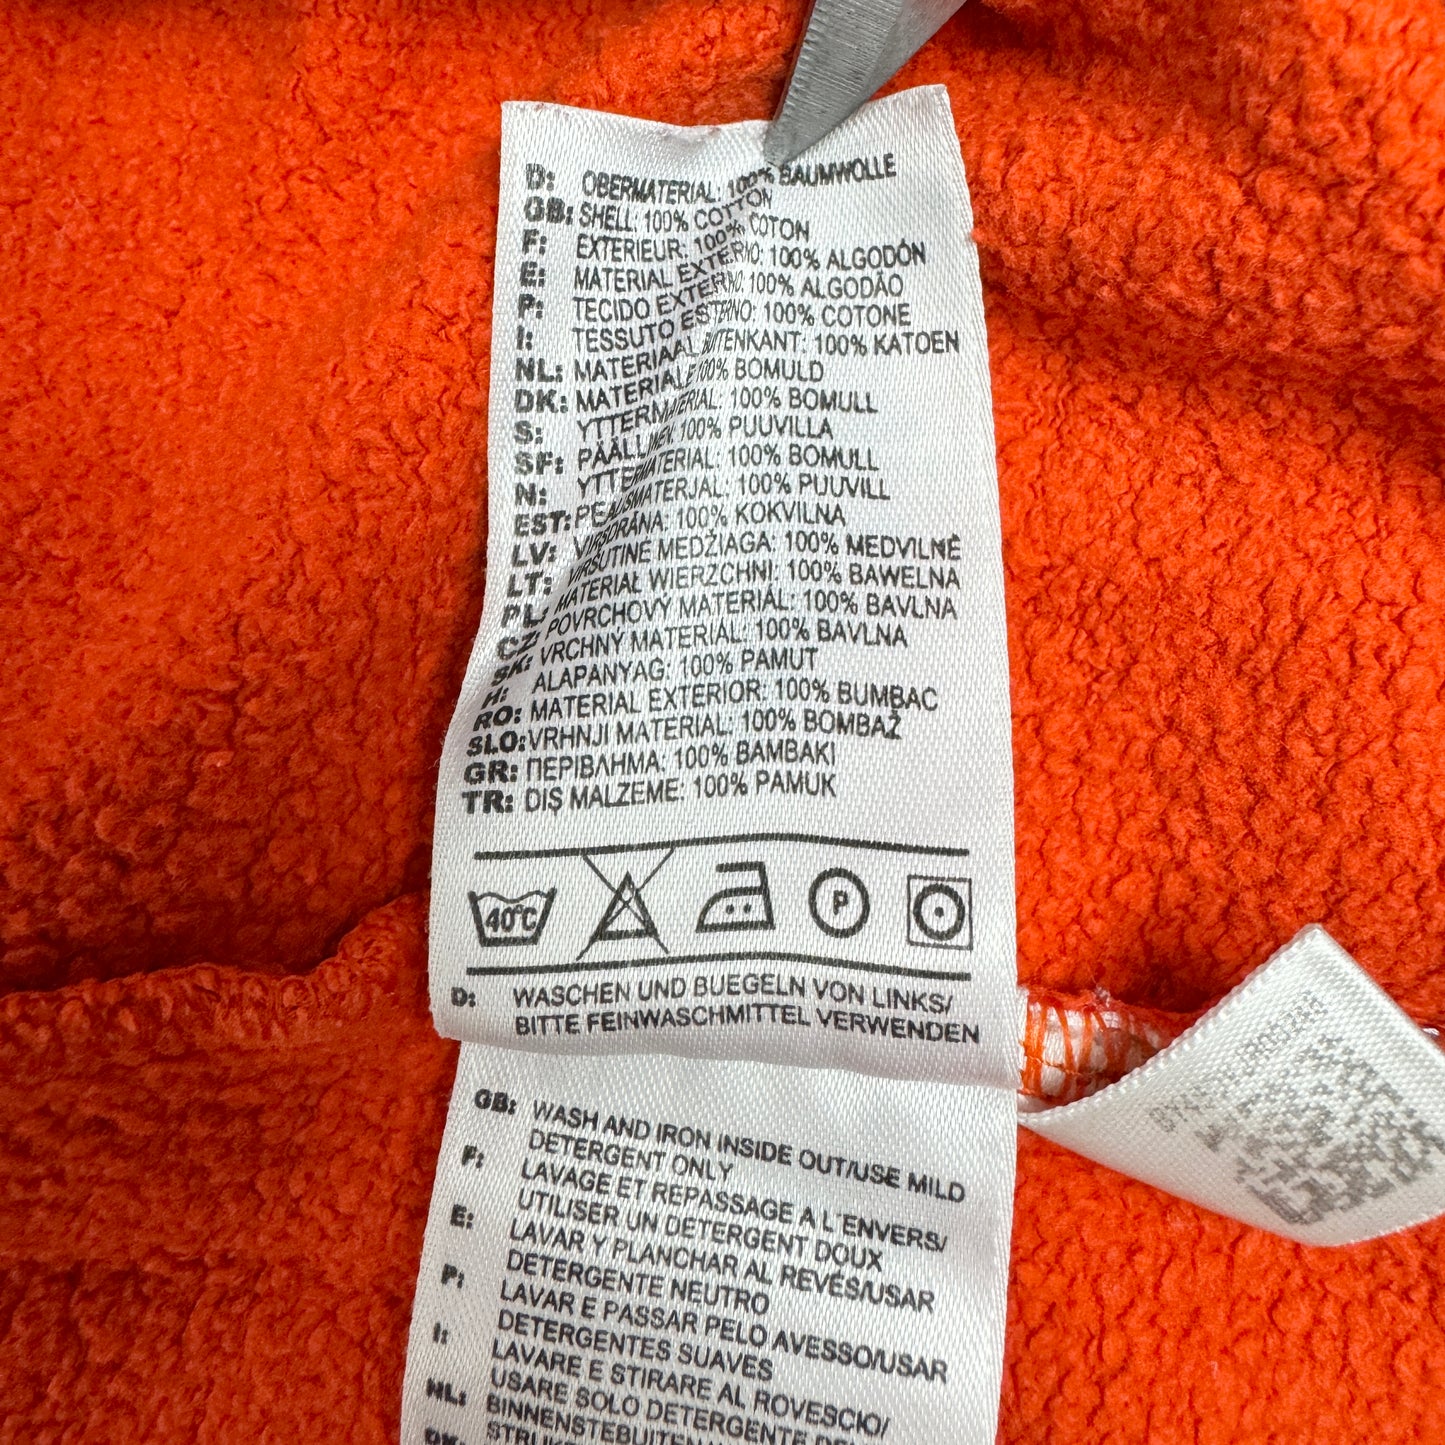 D: OBERMATERIAL: 100% BAUMWOLLE
GB: SHELL: 100% COTTON
F: EXTERIEUR: 100% COTON
E: MATERIAL EXTERNO: 100% ALGODÓN
P: TECIDO EXTERNO: 100% ALGODÃO
I: TESSUTO ESTERNO: 100% COTONE
NL: MATERIAAL BUITENKANT: 100% KATOEN
DK: MATERIALE 100% BOMULD
S: YTTERMATERIAL: 100% BOMULL
SF: PÄÄLLINEN: 100% PUUVILLA
N: YTTERMATERIAL: 100% BOMULL
EST: PEALISMATERJAL: 100% PUUVILL
LV: VIRSDRĀNA: 100% KOKVILNA
LT: VIRŠUTINE MEDŽIAGA: 100% MEDVILNĖ
PL: MATERIAŁ WIERZCHNI: 100% BAWEŁNA
CZ: POVRCHOVÝ MATERIÁL: 100% BAVLNA
SK: VRCHNÝ MATERIÁL: 100% BAVLNA
H: ALAPANYAG: 100% PAMUT
RO: MATERIAL EXTERIOR: 100% BUMBAC
SLO: VRHNJI MATERIAL: 100% BOMBAŽ
GR: ΠΕΡΙΒΛΗΜΑ: 100% ΒΑΜΒΑΚΙ
TR: DIŞ MALZEME: 100% PAMUK
40°C P
D: WASCHEN UND BUEGELN VON LINKS/
BITTE FEINWASCHMITTEL VERWENDEN
GB: WASH AND IRON INSIDE OUT/USE MILD
DETERGENT ONLY
F: LAVAGE ET REPASSAGE A L'ENVERS/
UTILISER UN DETERGENT DOUX
E: LAVAR Y PLANCHAR AL REVÉS/USAR
DETERGENTE NEUTRO
P: LAVAR E PASSAR PELO AVESSO/USAR
DETERGENTES SUAVES
I: LAVARE E STIRARE AL ROVESCIO/
USARE SOLO DETERGENTE
NL: BINNENSTEBUITEN
DK: